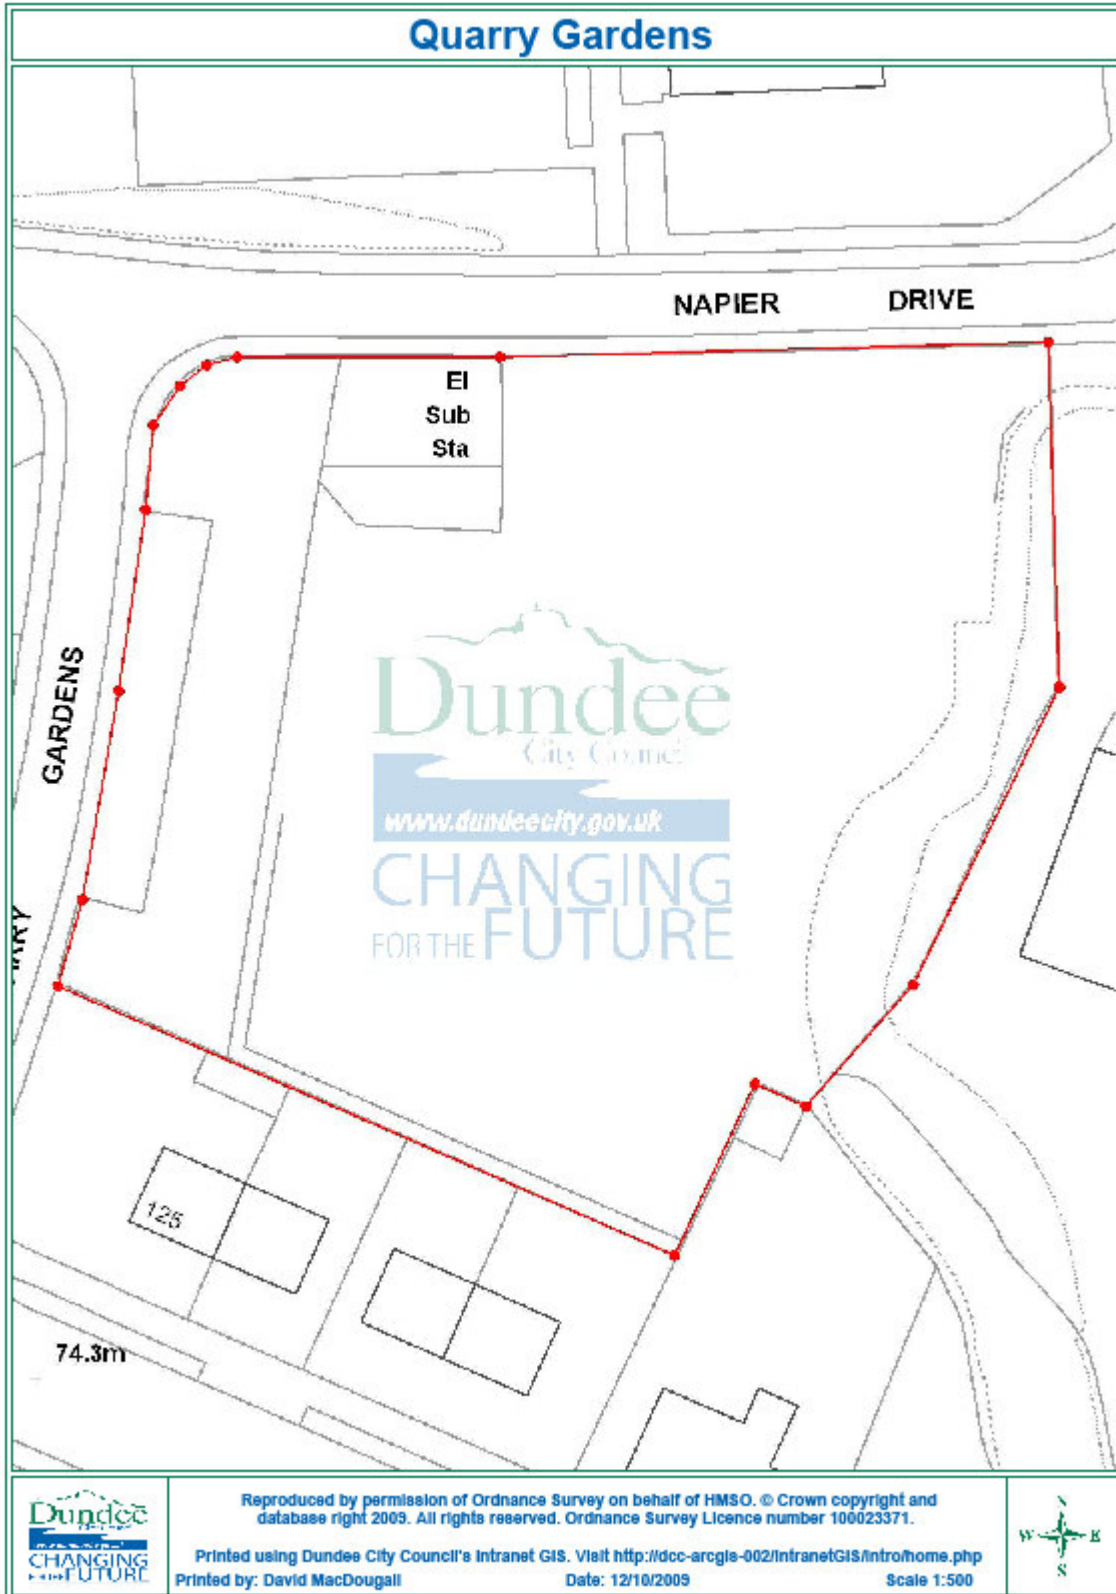 Quarry Gardens
NAPIER DRIVE
El
Sub
Sta
GARDENS
Dundee
City Council
www.dundeecity.gov.uk
CHANGING
FOR THE FUTURE
125
74.3m
Dundee
CHANGING
FOR THE FUTURE
Reproduced by permission of Ordnance Survey on behalf of HMSO. © Crown copyright and
database right 2009. All rights reserved. Ordnance Survey Licence number 100023371.
Printed using Dundee City Council's Intranet GIS. Visit http://dcc-arcgis-002/IntranetGIS/intro/home.php
Printed by: David MacDougall Date: 12/10/2009 Scale 1:500
N
W E
S